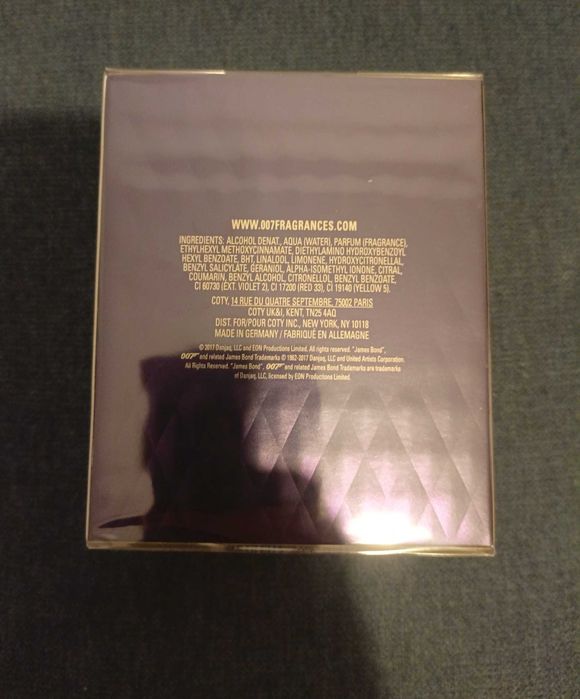 WWW.007FRAGRANCES.COM
INGREDIENTS: ALCOHOL DENAT., AQUA (WATER), PARFUM (FRAGRANCE),
ETHYLHEXYL METHOXYCINNAMATE, DIETHYLAMINO HYDROXYBENZOYL
HEXYL BENZOATE, BHT, LINALOOL, LIMONENE, HYDROXYCITRONELLAL,
BENZYL SALICYLATE, GERANIOL, ALPHA-ISOMETHYL IONONE, CITRAL,
COUMARIN, BENZYL ALCOHOL, CITRONELLOL, BENZYL BENZOATE,
CI 60730 (EXT. VIOLET 2), CI 17200 (RED 33), CI 19140 (YELLOW 5).
COTY, 14 RUE DU QUATRE SEPTEMBRE, 75002 PARIS
COTY UK&I, KENT, TN25 4AQ
DIST. FOR/POUR COTY INC., NEW YORK, NY 10118
MADE IN GERMANY / FABRIQUÉ EN ALLEMAGNE
© 2017 Danjaq, LLC and EON Productions Limited. All rights reserved. "James Bond",
007 and related James Bond Trademarks © 1962-2017 Danjaq, LLC and United Artists Corporation.
All Rights Reserved. "James Bond", 007 and related James Bond Trademarks are trademarks
of Danjaq, LLC, licensed by EON Productions Limited.